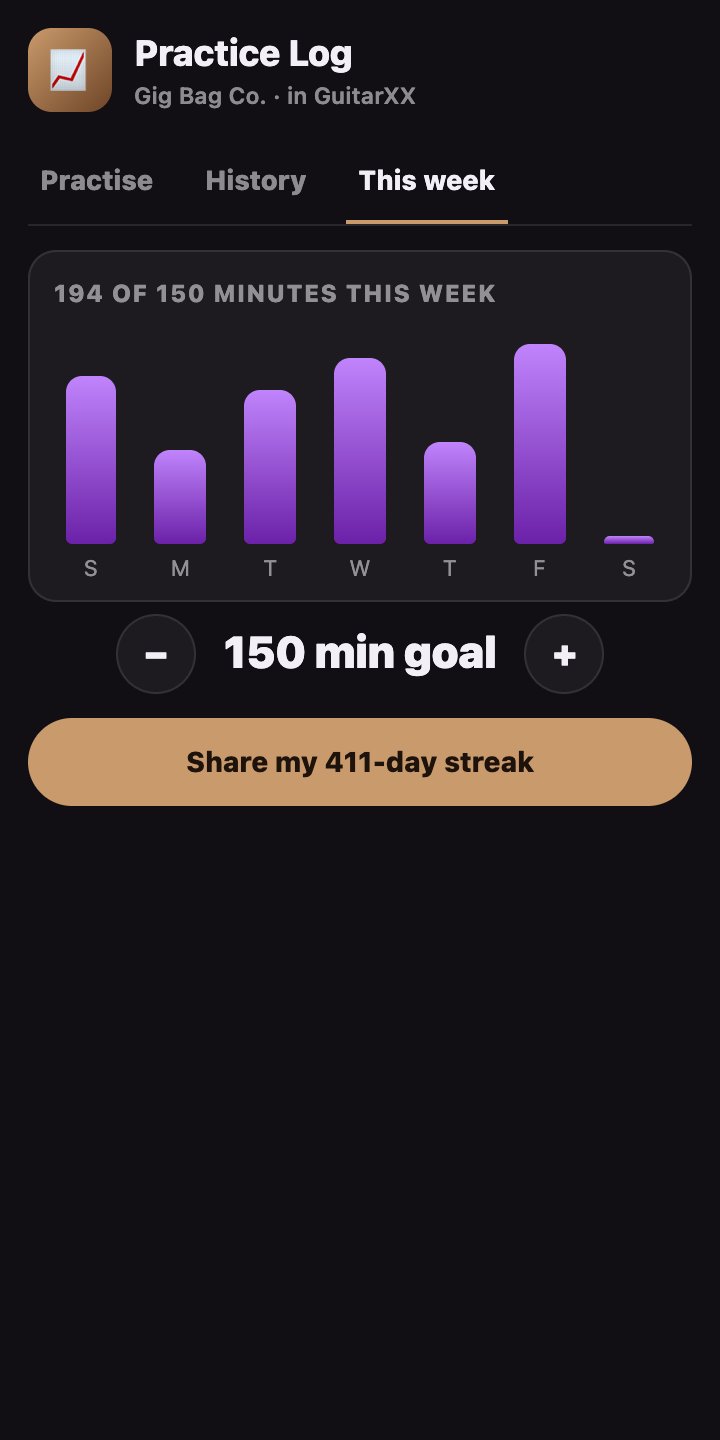 Practice Log
Gig Bag Co. · in GuitarXX
Practise History This week
194 OF 150 MINUTES THIS WEEK
S M T W T F S
− 150 min goal +
Share my 411-day streak